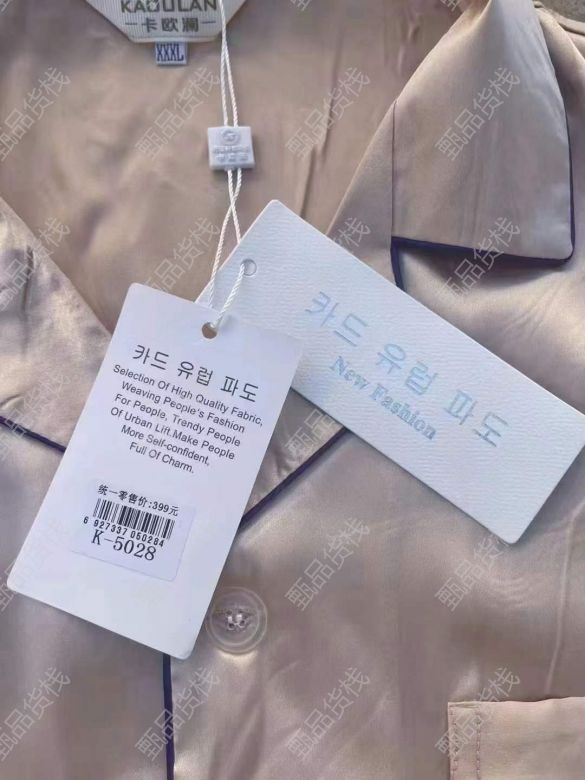 KAOULAN
卡欧澜
XXXL
카드 유럽 파도
New Fashion
카드 유럽 파도
Selection Of High Quality Fabric,
Weaving People's Fashion
For People, Trendy People
Of Urban Lift.Make People
More Self-confident,
Full Of Charm.
统一零售价:399元
6 927337 050284
K-5028
甄品货栈